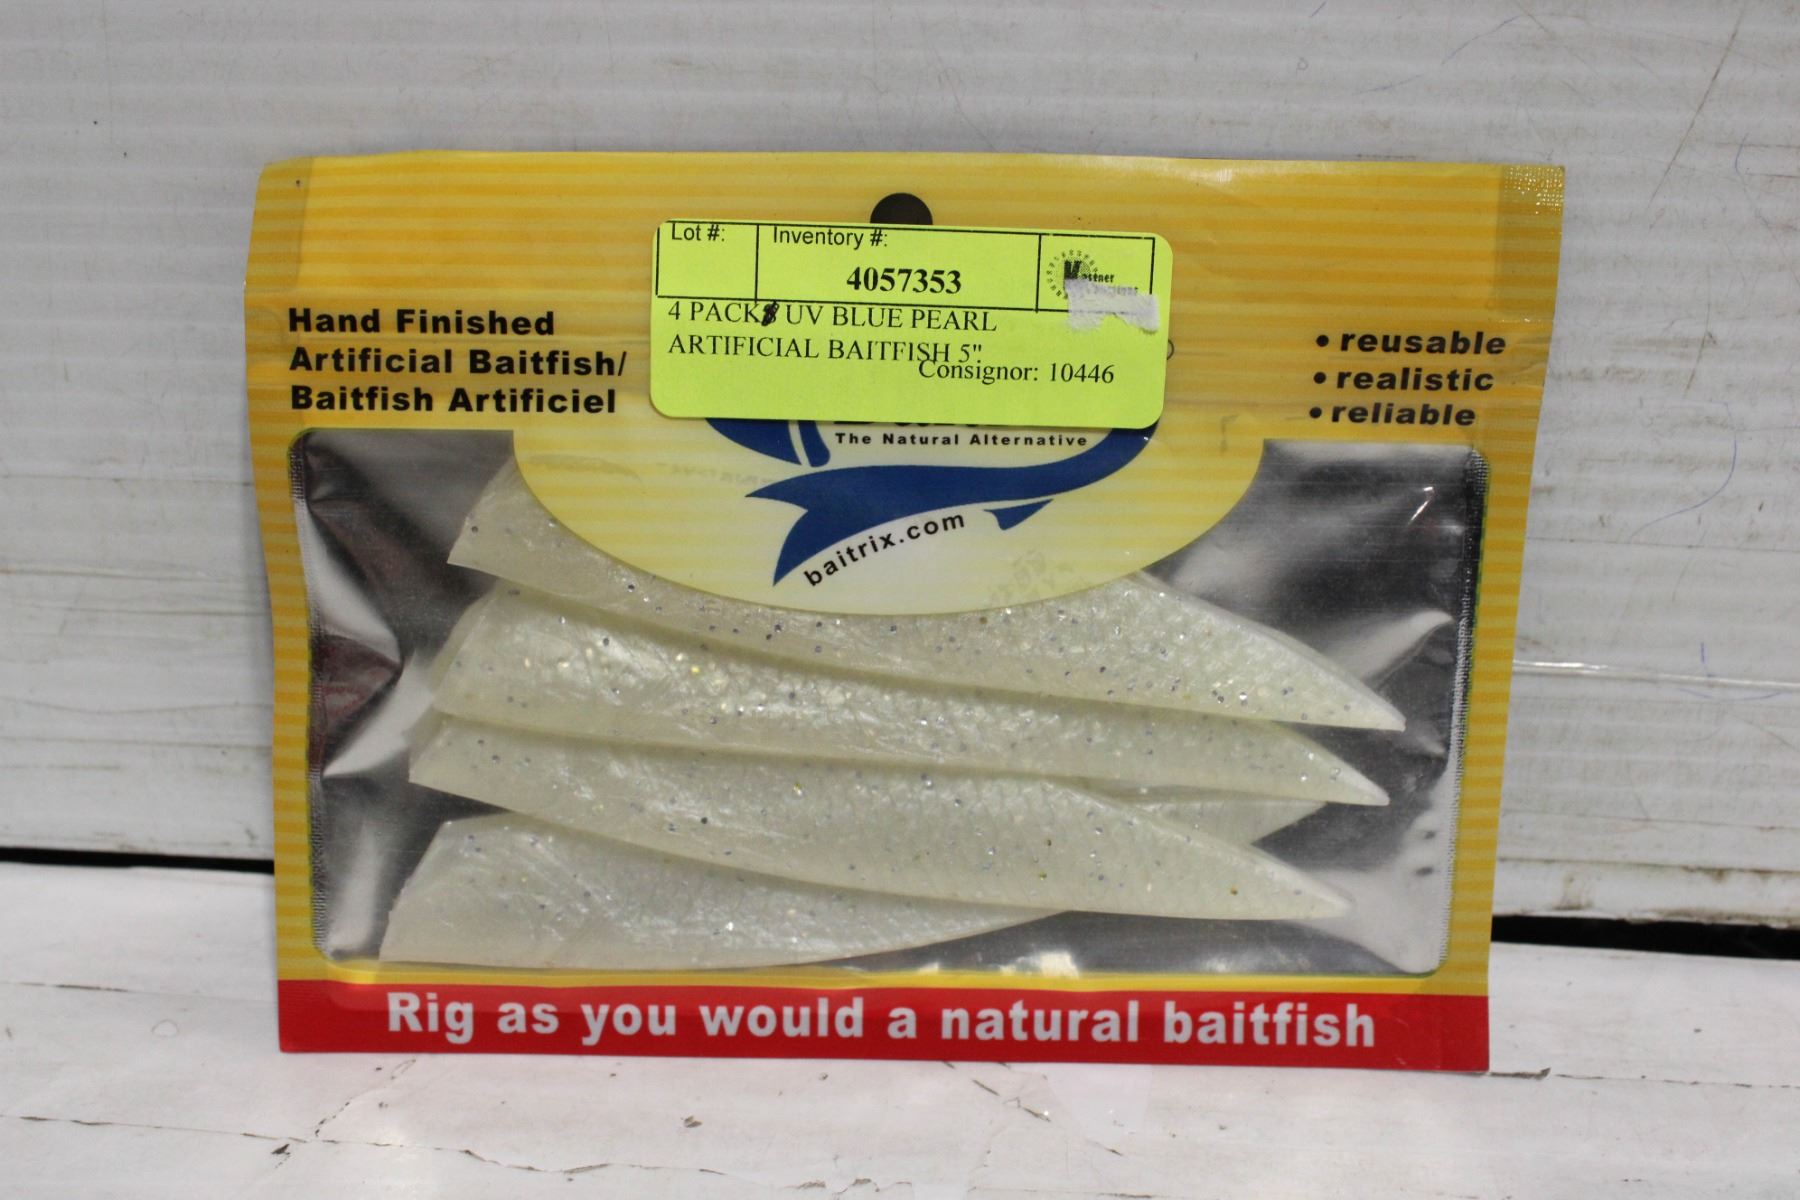 Lot #:
Inventory #:
4057353
4 PACK UV BLUE PEARL
ARTIFICIAL BAITFISH 5"
Consignor: 10446
Hand Finished
Artificial Baitfish/
Baitfish Artificiel
• reusable
• realistic
• reliable
The Natural Alternative
baitrix.com
Rig as you would a natural baitfish